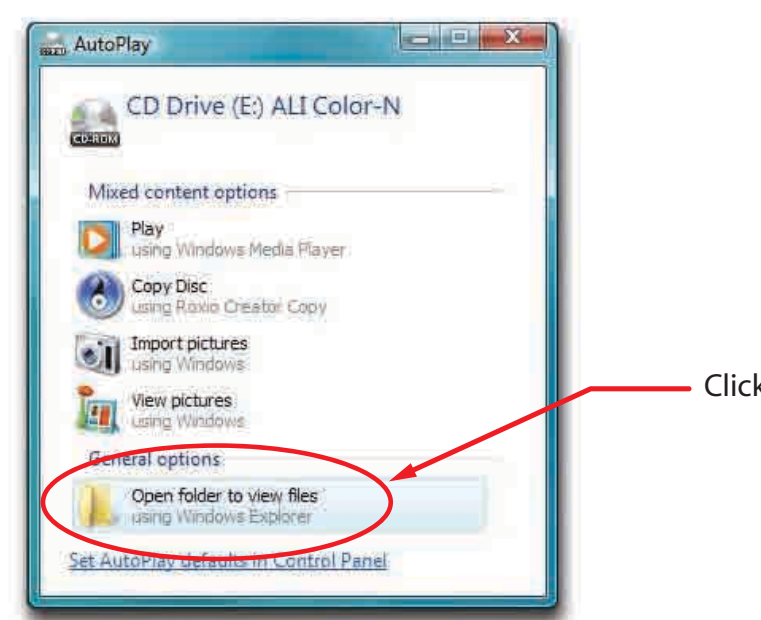 AutoPlay
CD Drive (E:) ALI Color-N
CD-ROM
Mixed content options
Play
using Windows Media Player
Copy Disc
using Roxio Creator Copy
Import pictures
using Windows
View pictures
using Windows
Click
General options
Open folder to view files
using Windows Explorer
Set AutoPlay defaults in Control Panel